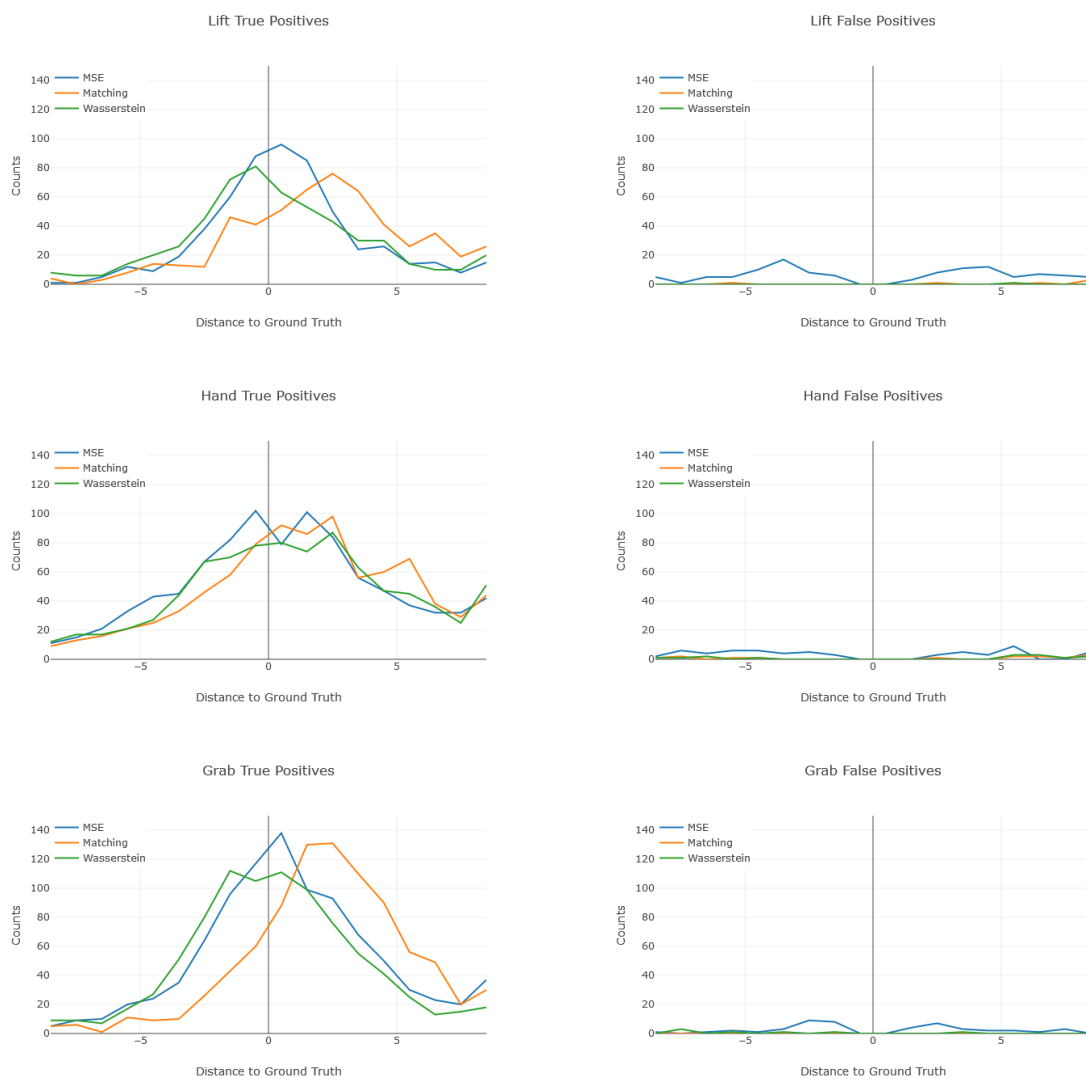 Lift True Positives
140
120
100
80
60
40
20
0
Counts
MSE
Matching
Wasserstein
−5
0
5
Distance to Ground Truth
Lift False Positives
140
120
100
80
60
40
20
0
Counts
MSE
Matching
Wasserstein
−5
0
5
Distance to Ground Truth
Hand True Positives
140
120
100
80
60
40
20
0
Counts
MSE
Matching
Wasserstein
−5
0
5
Distance to Ground Truth
Hand False Positives
140
120
100
80
60
40
20
0
Counts
MSE
Matching
Wasserstein
−5
0
5
Distance to Ground Truth
Grab True Positives
140
120
100
80
60
40
20
0
Counts
MSE
Matching
Wasserstein
−5
0
5
Distance to Ground Truth
Grab False Positives
140
120
100
80
60
40
20
0
Counts
MSE
Matching
Wasserstein
−5
0
5
Distance to Ground Truth